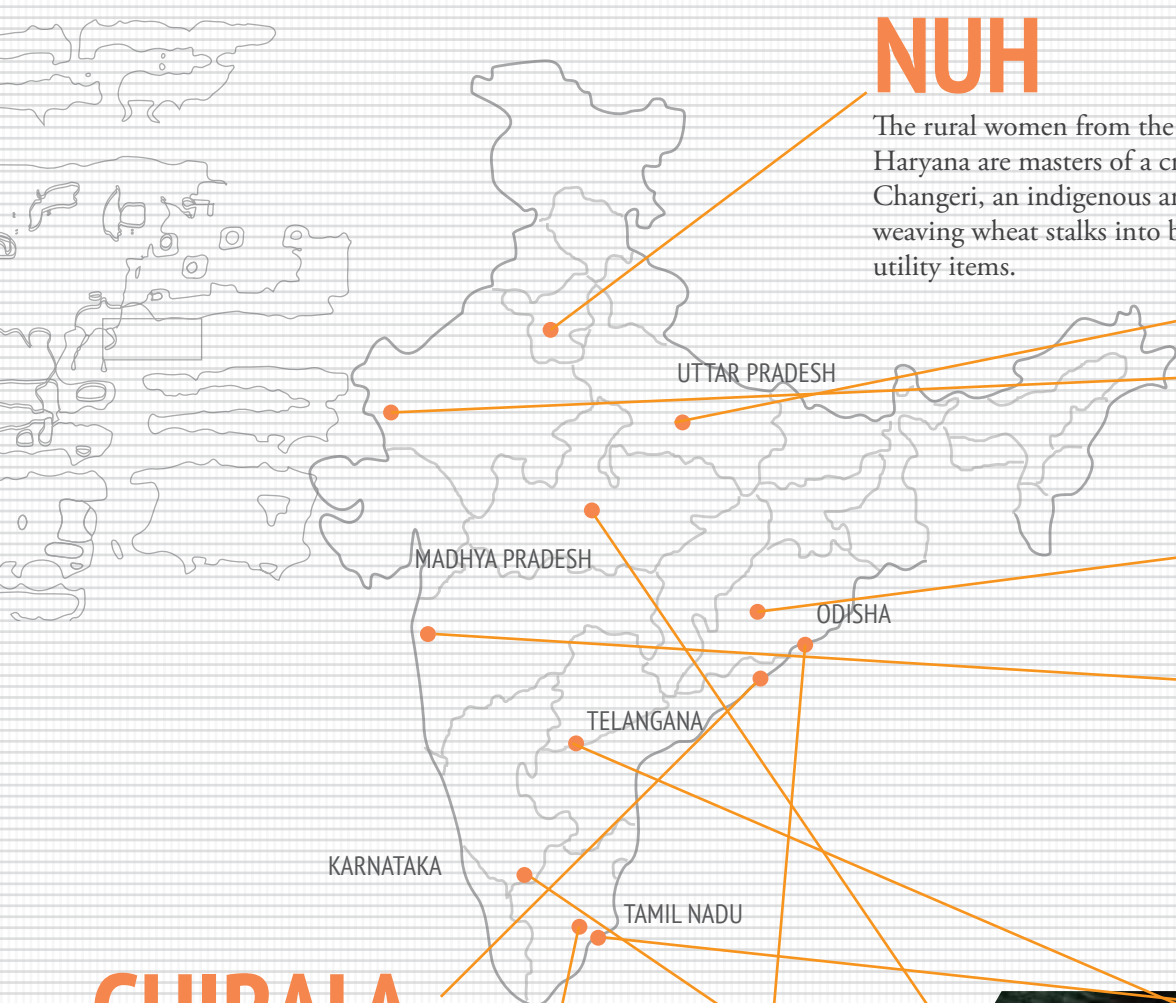 NUH
The rural women from the
Haryana are masters of a
Changeri, an indigenous
weaving wheat stalks into
utility items.
UTTAR PRADESH
MADHYA PRADESH
ODISHA
TELANGANA
KARNATAKA
TAMIL NADU
CHIRALA